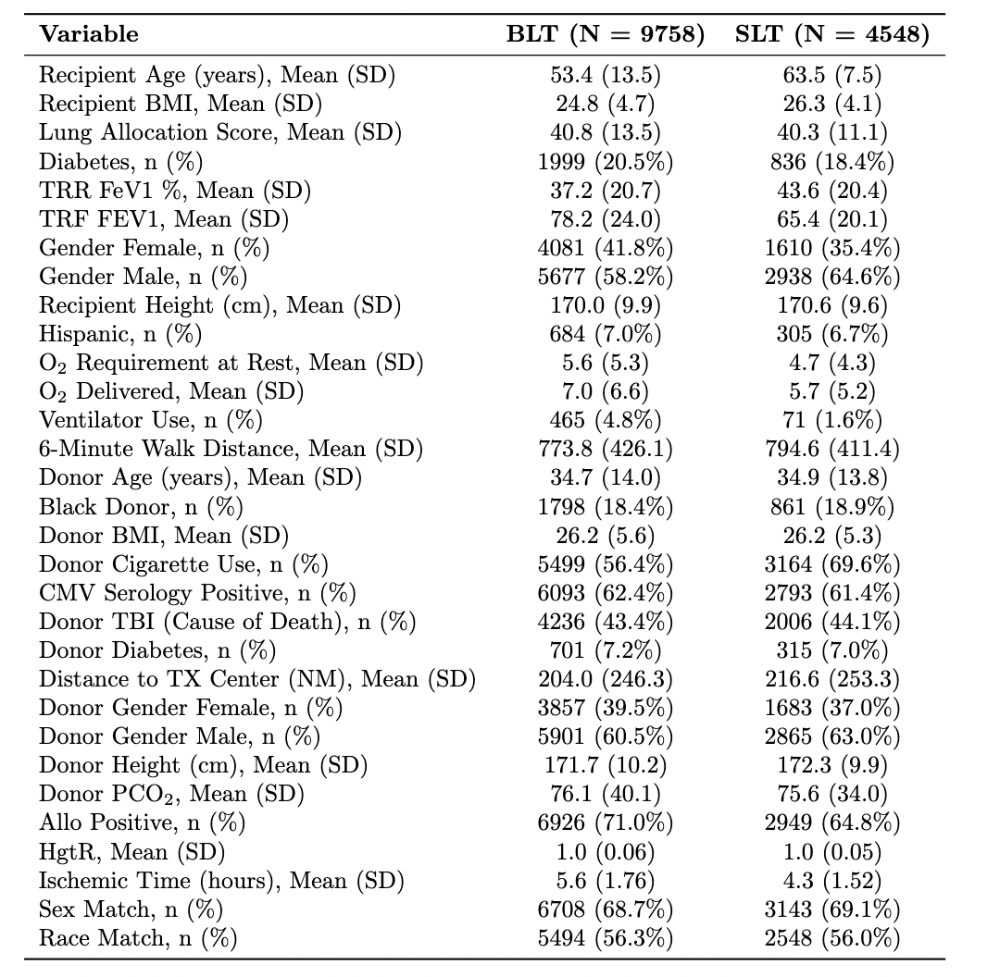 Variable BLT (N = 9758) SLT (N = 4548)
Recipient Age (years), Mean (SD) 53.4 (13.5) 63.5 (7.5)
Recipient BMI, Mean (SD) 24.8 (4.7) 26.3 (4.1)
Lung Allocation Score, Mean (SD) 40.8 (13.5) 40.3 (11.1)
Diabetes, n (%) 1999 (20.5%) 836 (18.4%)
TRR FeV1 %, Mean (SD) 37.2 (20.7) 43.6 (20.4)
TRF FEV1, Mean (SD) 78.2 (24.0) 65.4 (20.1)
Gender Female, n (%) 4081 (41.8%) 1610 (35.4%)
Gender Male, n (%) 5677 (58.2%) 2938 (64.6%)
Recipient Height (cm), Mean (SD) 170.0 (9.9) 170.6 (9.6)
Hispanic, n (%) 684 (7.0%) 305 (6.7%)
O₂ Requirement at Rest, Mean (SD) 5.6 (5.3) 4.7 (4.3)
O₂ Delivered, Mean (SD) 7.0 (6.6) 5.7 (5.2)
Ventilator Use, n (%) 465 (4.8%) 71 (1.6%)
6-Minute Walk Distance, Mean (SD) 773.8 (426.1) 794.6 (411.4)
Donor Age (years), Mean (SD) 34.7 (14.0) 34.9 (13.8)
Black Donor, n (%) 1798 (18.4%) 861 (18.9%)
Donor BMI, Mean (SD) 26.2 (5.6) 26.2 (5.3)
Donor Cigarette Use, n (%) 5499 (56.4%) 3164 (69.6%)
CMV Serology Positive, n (%) 6093 (62.4%) 2793 (61.4%)
Donor TBI (Cause of Death), n (%) 4236 (43.4%) 2006 (44.1%)
Donor Diabetes, n (%) 701 (7.2%) 315 (7.0%)
Distance to TX Center (NM), Mean (SD) 204.0 (246.3) 216.6 (253.3)
Donor Gender Female, n (%) 3857 (39.5%) 1683 (37.0%)
Donor Gender Male, n (%) 5901 (60.5%) 2865 (63.0%)
Donor Height (cm), Mean (SD) 171.7 (10.2) 172.3 (9.9)
Donor PCO₂, Mean (SD) 76.1 (40.1) 75.6 (34.0)
Allo Positive, n (%) 6926 (71.0%) 2949 (64.8%)
HgtR, Mean (SD) 1.0 (0.06) 1.0 (0.05)
Ischemic Time (hours), Mean (SD) 5.6 (1.76) 4.3 (1.52)
Sex Match, n (%) 6708 (68.7%) 3143 (69.1%)
Race Match, n (%) 5494 (56.3%) 2548 (56.0%)